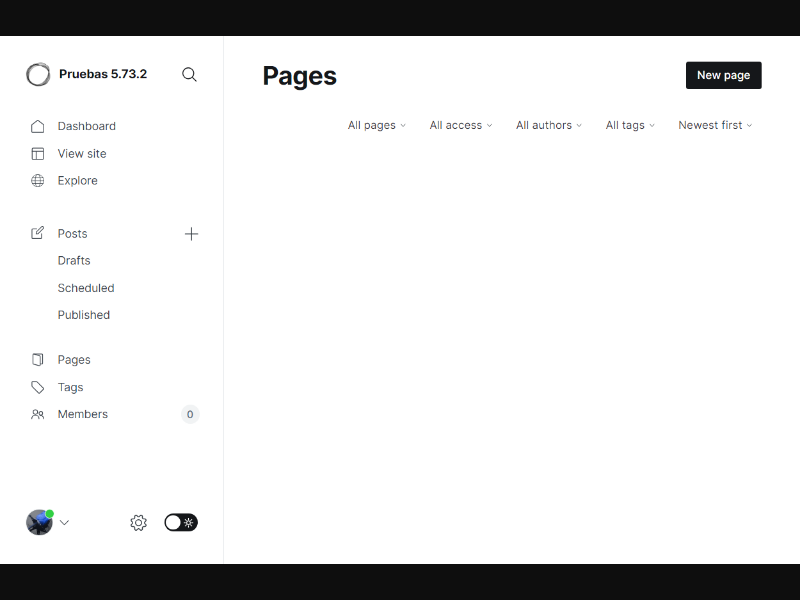 Pruebas 5.73.2
Dashboard
View site
Explore
Posts
Drafts
Scheduled
Published
Pages
Tags
Members 0
Pages
New page
All pages All access All authors All tags Newest first